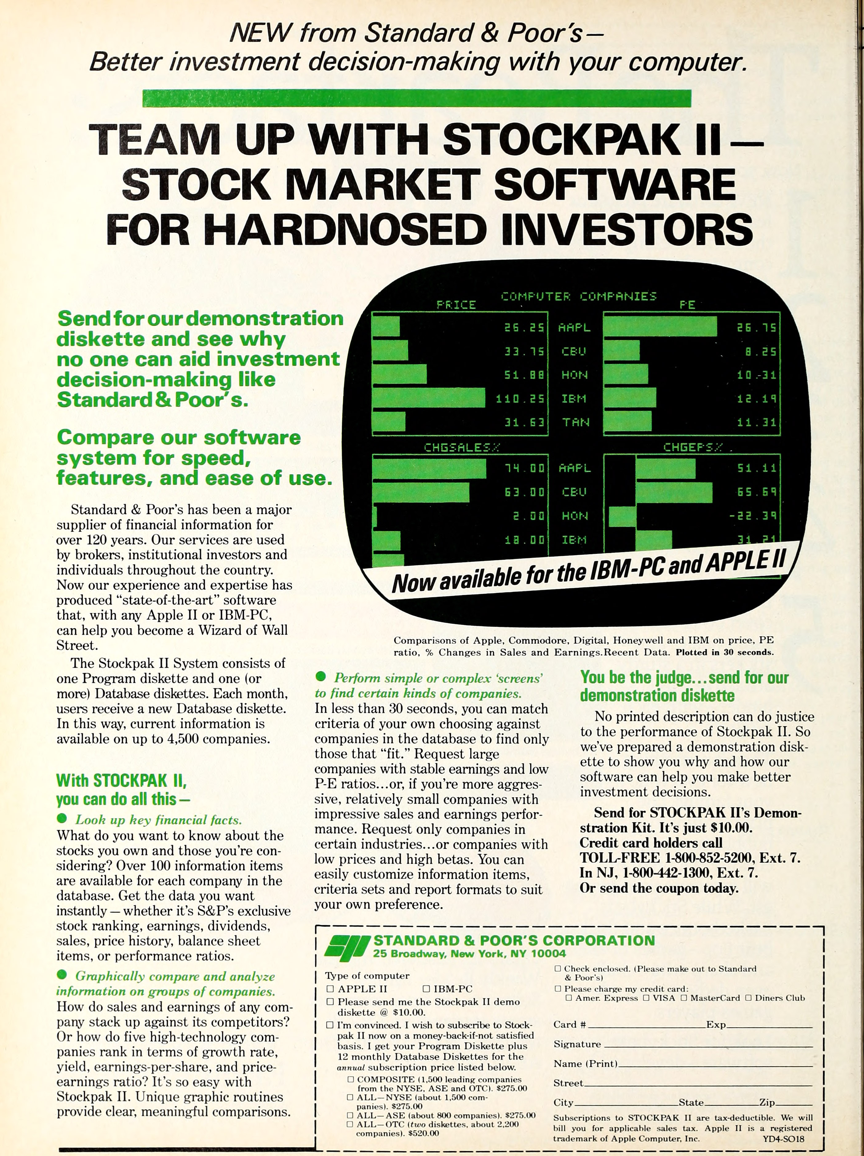 NEW from Standard & Poor's—
Better investment decision-making with your computer.
TEAM UP WITH STOCKPAK II—
STOCK MARKET SOFTWARE
FOR HARDNOSED INVESTORS
Send for our demonstration
diskette and see why
no one can aid investment
decision-making like
Standard & Poor's.
Compare our software
system for speed,
features, and ease of use.
Standard & Poor's has been a major
supplier of financial information for
over 120 years. Our services are used
by brokers, institutional investors and
individuals throughout the country.
Now our experience and expertise has
produced “state-of-the-art” software
that, with any Apple II or IBM-PC,
can help you become a Wizard of Wall
Street.
The Stockpak II System consists of
one Program diskette and one (or
more) Database diskettes. Each month,
users receive a new Database diskette.
In this way, current information is
available on up to 4,500 companies.
With STOCKPAK II,
you can do all this—
● Look up key financial facts.
What do you want to know about the
stocks you own and those you're con-
sidering? Over 100 information items
are available for each company in the
database. Get the data you want
instantly—whether it's S&P's exclusive
stock ranking, earnings, dividends,
sales, price history, balance sheet
items, or performance ratios.
● Graphically compare and analyze
information on groups of companies.
How do sales and earnings of any com-
pany stack up against its competitors?
Or how do five high-technology com-
panies rank in terms of growth rate,
yield, earnings-per-share, and price-
earnings ratio? It's so easy with
Stockpak II. Unique graphic routines
provide clear, meaningful comparisons.
COMPUTER COMPANIES
PRICE PE
26.25 AAPL 26.75
33.75 CBU 8.25
51.88 HON 10.31
110.25 IBM 12.19
31.63 TAN 11.31
CHGSALES% CHGEPS%
74.00 AAPL 51.11
63.00 CBU 65.69
2.00 HON -22.39
18.00 IBM 31.21
Now available for the IBM-PC and APPLE II
Comparisons of Apple, Commodore, Digital, Honeywell and IBM on price, PE
ratio, % Changes in Sales and Earnings.Recent Data. Plotted in 30 seconds.
● Perform simple or complex ‘screens’
to find certain kinds of companies.
In less than 30 seconds, you can match
criteria of your own choosing against
companies in the database to find only
those that “fit.” Request large
companies with stable earnings and low
P-E ratios...or, if you're more aggres-
sive, relatively small companies with
impressive sales and earnings perfor-
mance. Request only companies in
certain industries...or companies with
low prices and high betas. You can
easily customize information items,
criteria sets and report formats to suit
your own preference.
You be the judge...send for our
demonstration diskette
No printed description can do justice
to the performance of Stockpak II. So
we've prepared a demonstration disk-
ette to show you why and how our
software can help you make better
investment decisions.
Send for STOCKPAK II's Demon-
stration Kit. It's just $10.00.
Credit card holders call
TOLL-FREE 1-800-852-5200, Ext. 7.
In NJ, 1-800-442-1300, Ext. 7.
Or send the coupon today.
STANDARD & POOR'S CORPORATION
25 Broadway, New York, NY 10004
Type of computer
□ APPLE II □ IBM-PC
□ Please send me the Stockpak II demo
diskette @ $10.00.
□ I'm convinced. I wish to subscribe to Stock-
pak II now on a money-back-if-not satisfied
basis. I get your Program Diskette plus
12 monthly Database Diskettes for the
annual subscription price listed below.
□ COMPOSITE (1,500 leading companies
from the NYSE, ASE and OTC). $275.00
□ ALL—NYSE (about 1,500 com-
panies). $275.00
□ ALL—ASE (about 800 companies). $275.00
□ ALL—OTC (two diskettes, about 2,200
companies). $520.00
□ Check enclosed. (Please make out to Standard
& Poor's)
□ Please charge my credit card:
□ Amer. Express □ VISA □ MasterCard □ Diners Club
Card # Exp.
Signature
Name (Print)
Street
City State Zip
Subscriptions to STOCKPAK II are tax-deductible. We will
bill you for applicable sales tax. Apple II is a registered
trademark of Apple Computer, Inc. YD4-SO18